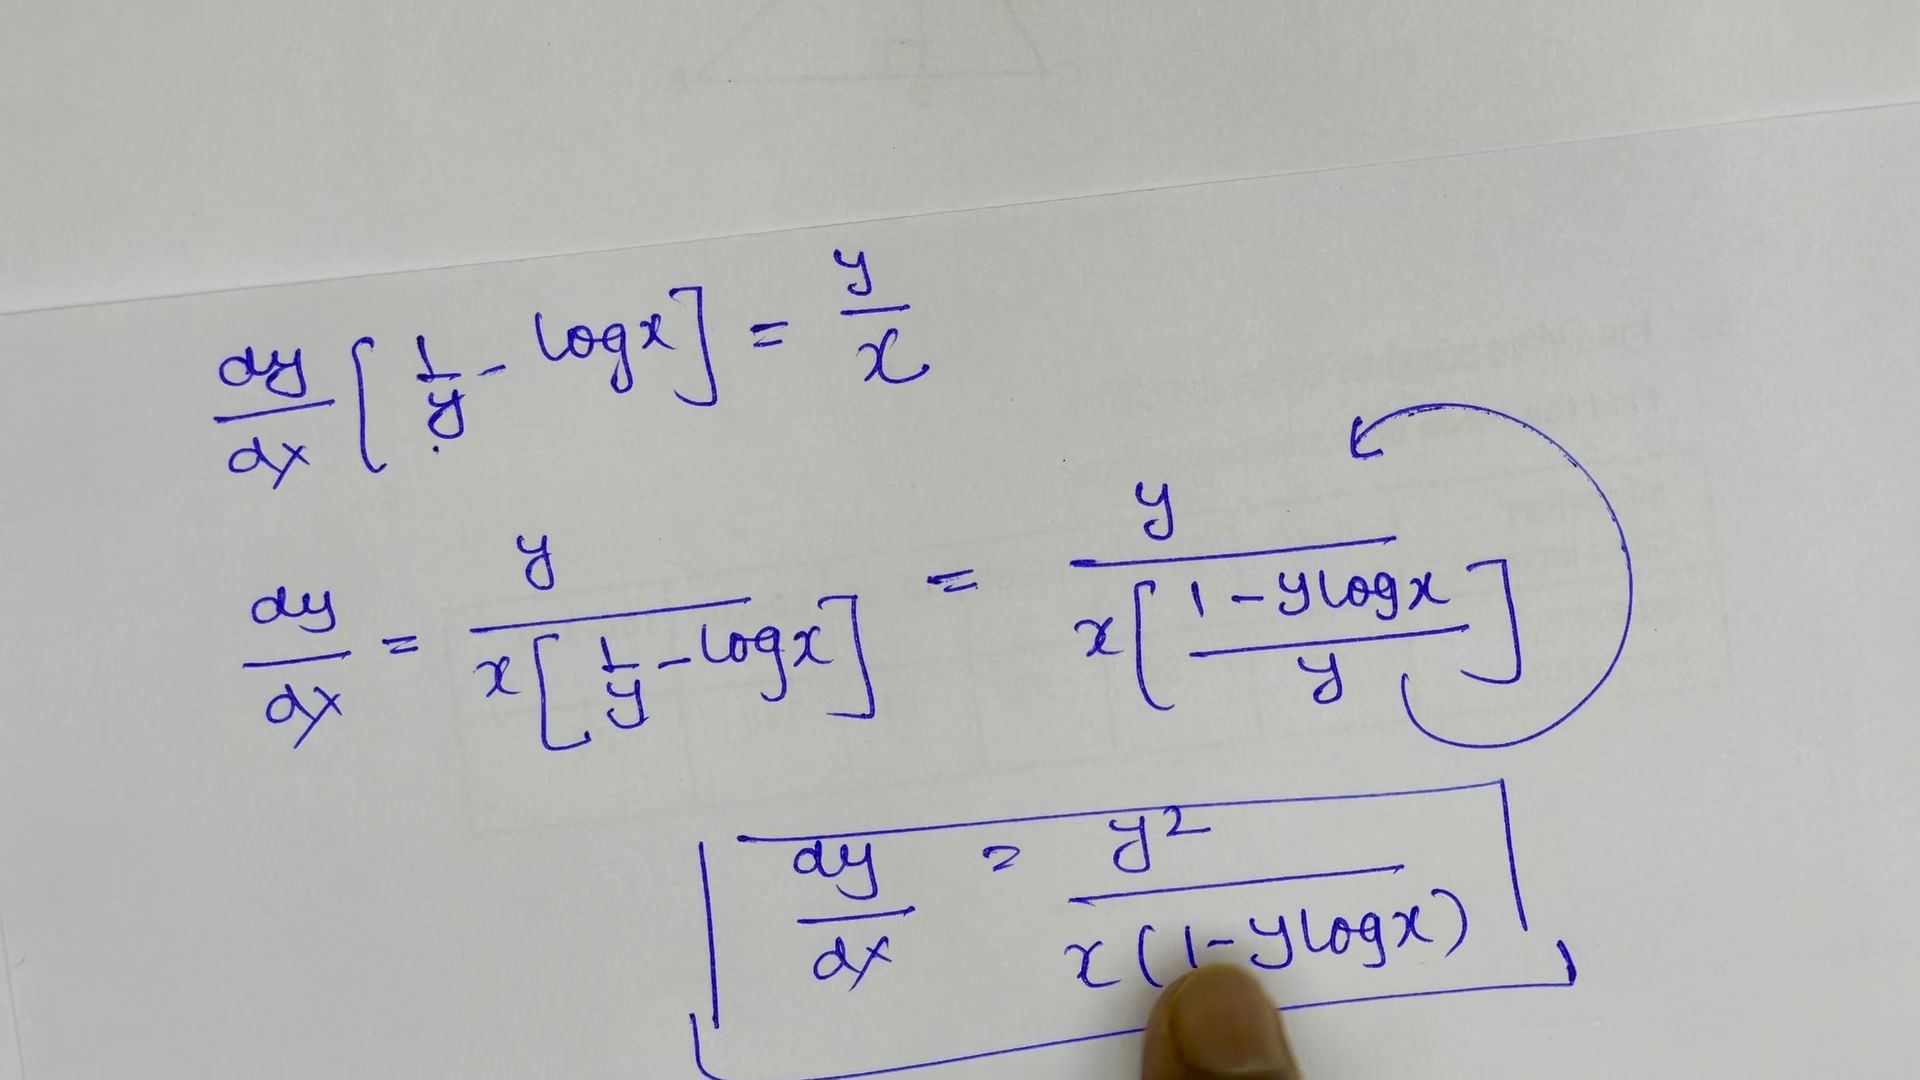 dy/dx [1/y - log x] = y/x
dy/dx = y / x[1/y - log x] = y / x[(1 - y log x)/y]
dy/dx = y² / x(1 - y log x)